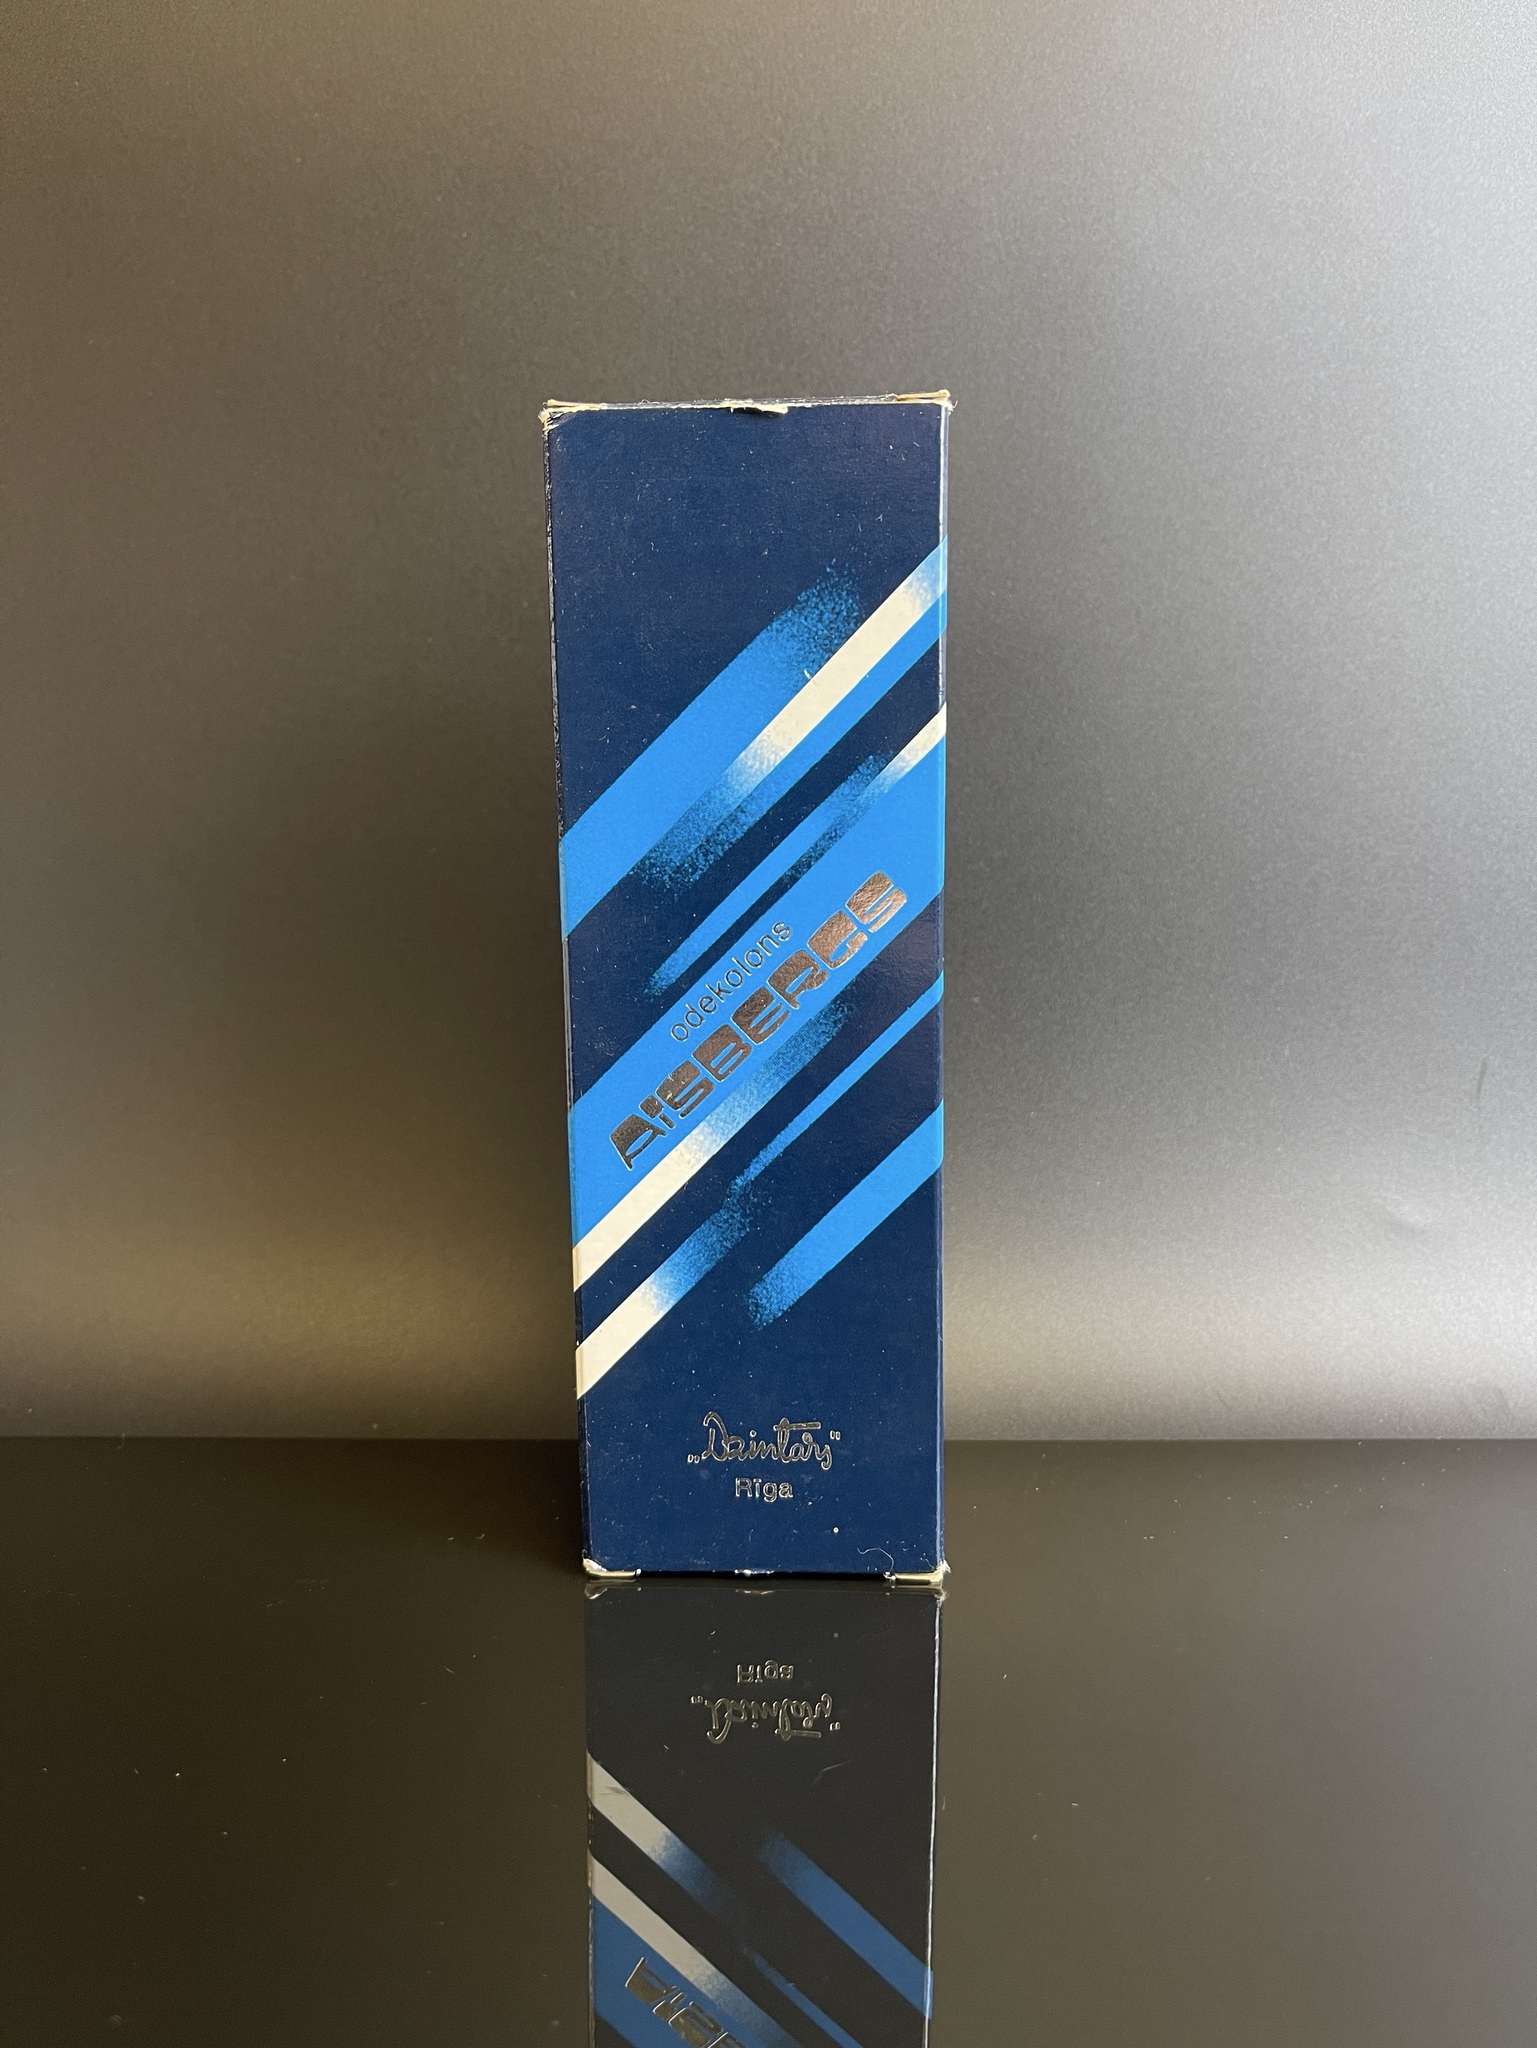 odekolons
AISBERGS
„Dzintars”
Rīga